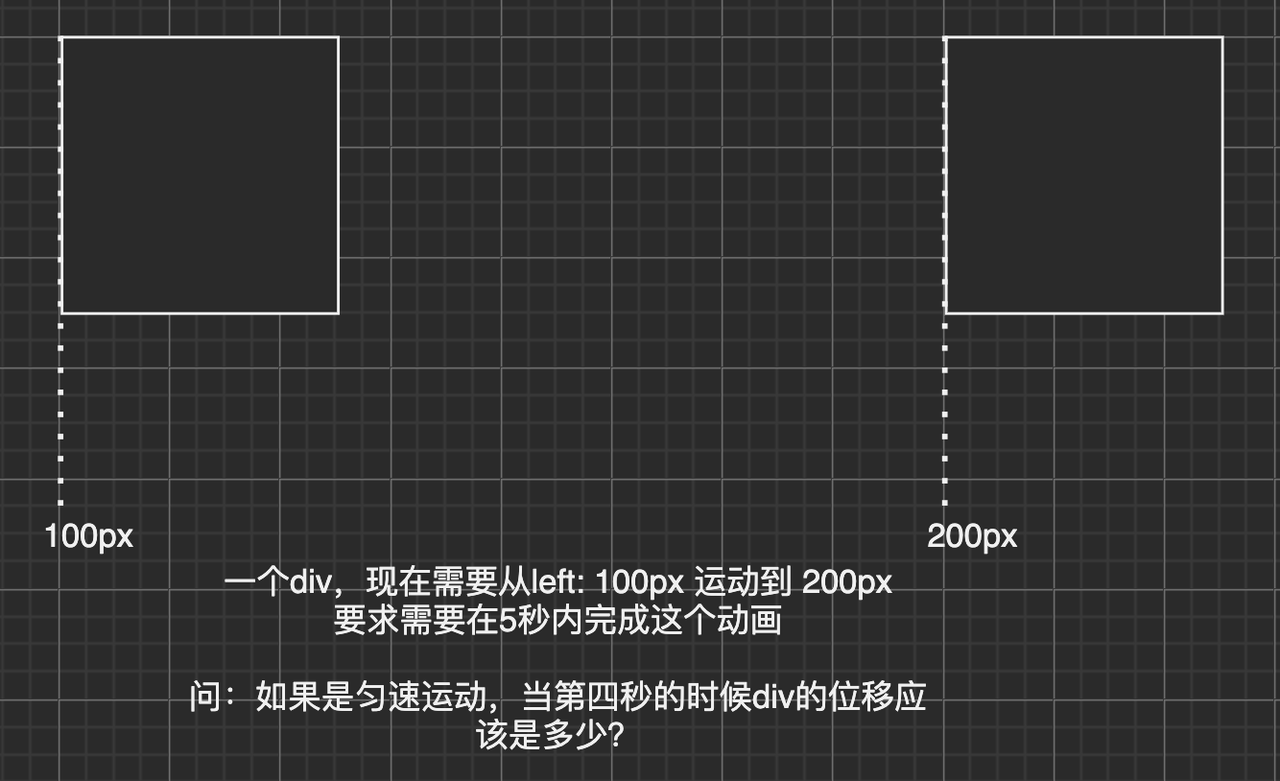 100px
200px
一个div，现在需要从left: 100px 运动到 200px
要求需要在5秒内完成这个动画
问：如果是匀速运动，当第四秒的时候div的位移应
该是多少？